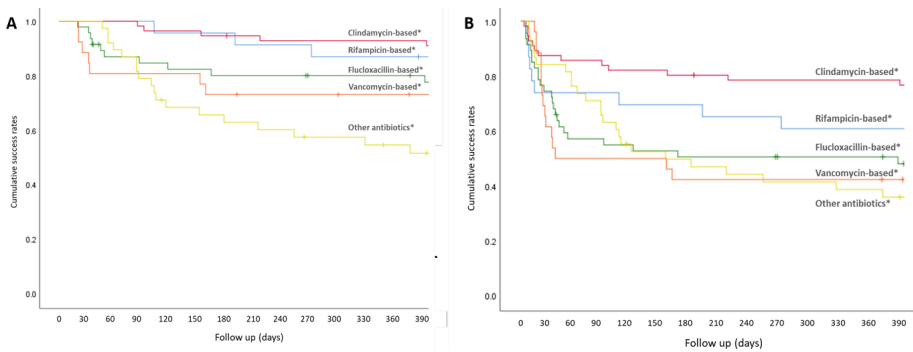 A
Cumulative success rates
1.0
0.8
0.6
0.4
0.2
0.0
Clindamycin-based*
Rifampicin-based*
Flucloxacillin-based*
Vancomycin-based*
Other antibiotics*
0 30 60 90 120 150 180 210 240 270 300 330 360 390
Follow up (days)
B
Cumulative success rates
1.0
0.8
0.6
0.4
0.2
0.0
Clindamycin-based*
Rifampicin-based*
Flucloxacillin-based*
Vancomycin-based*
Other antibiotics*
0 30 60 90 120 150 180 210 240 270 300 330 360 390
Follow up (days)